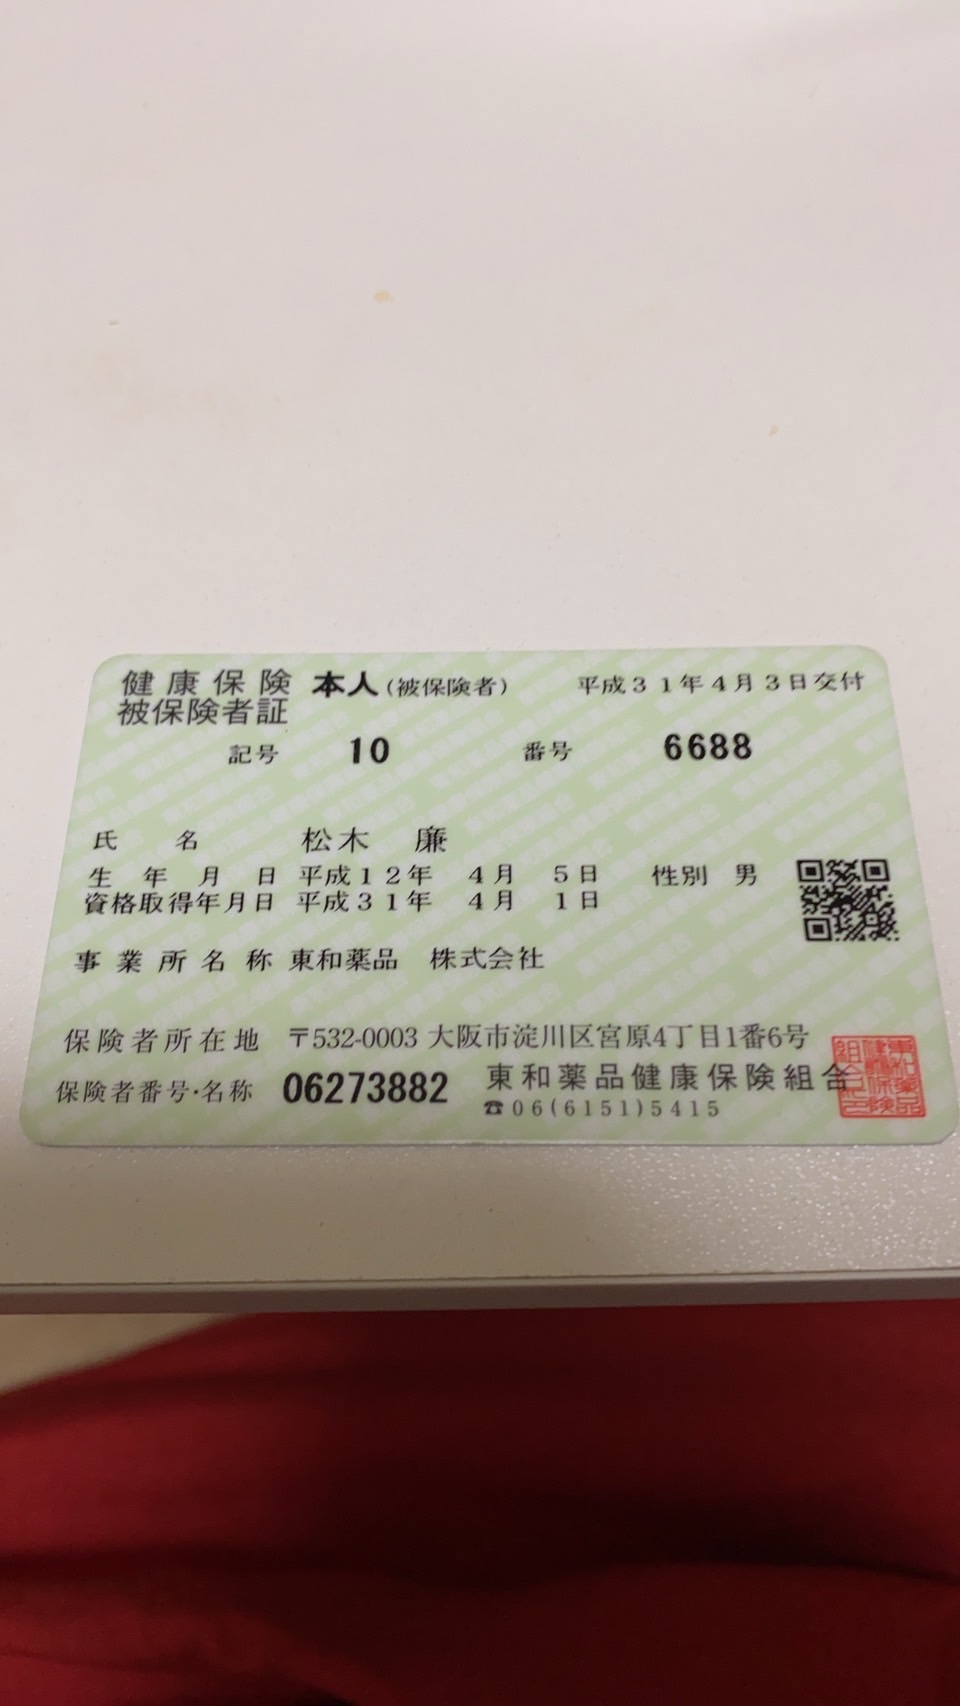 健康保険 本人(被保険者) 平成31年4月3日交付
被保険者証
記号 10 番号 6688
氏名 松木 廉
生年月日 平成12年 4月 5日 性別 男
資格取得年月日 平成31年 4月 1日
事業所名称 東和薬品 株式会社
保険者所在地 〒532-0003 大阪市淀川区宮原4丁目1番6号
保険者番号・名称 06273882 東和薬品健康保険組合
☎06(6151)5415